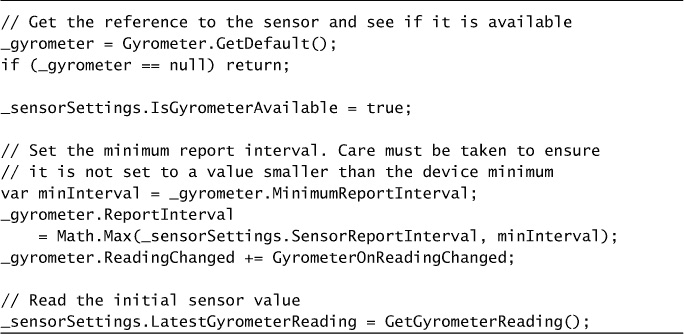 // Get the reference to the sensor and see if it is available
_gyrometer = Gyrometer.GetDefault();
if (_gyrometer == null) return;

_sensorSettings.IsGyrometerAvailable = true;

// Set the minimum report interval. Care must be taken to ensure
// it is not set to a value smaller than the device minimum
var minInterval = _gyrometer.MinimumReportInterval;
_gyrometer.ReportInterval
    = Math.Max(_sensorSettings.SensorReportInterval, minInterval);
_gyrometer.ReadingChanged += GyrometerOnReadingChanged;

// Read the initial sensor value
_sensorSettings.LatestGyrometerReading = GetGyrometerReading();